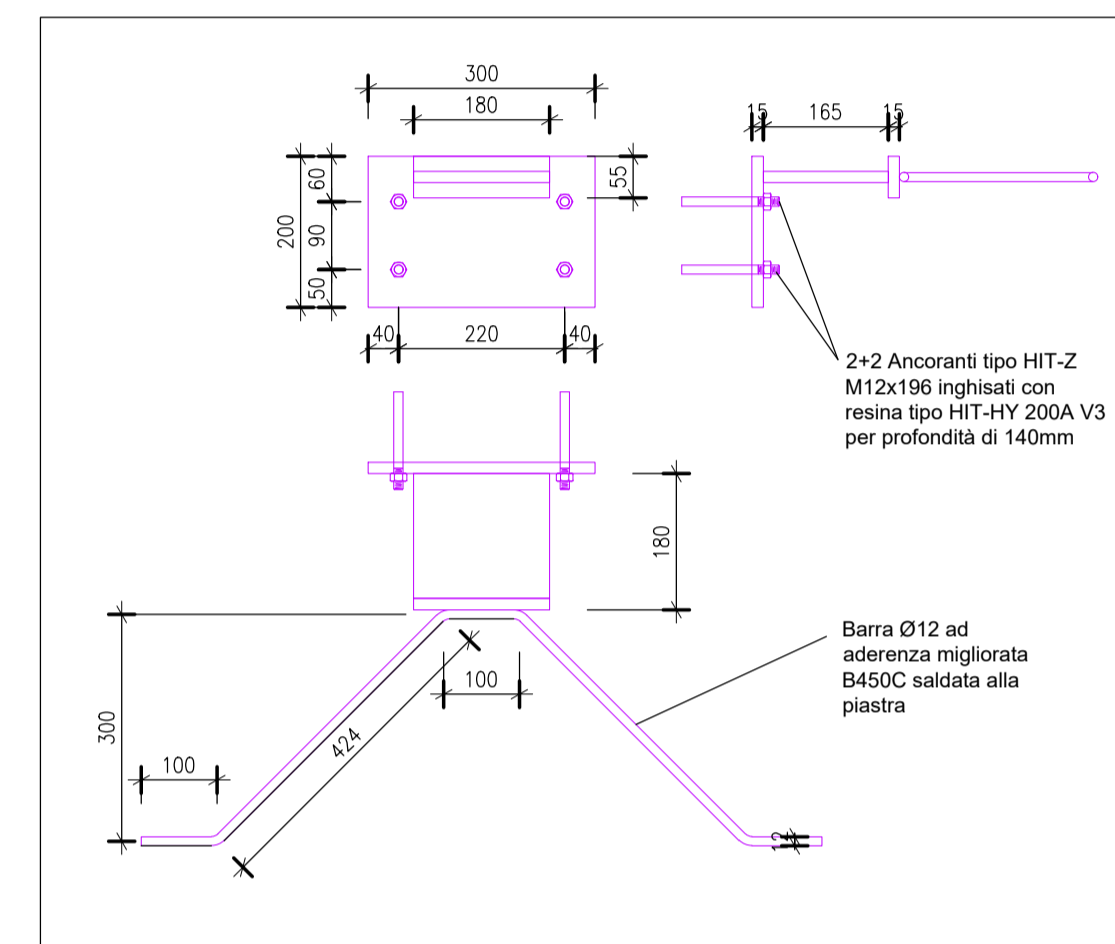 300
180
15
165
15
60
55
200
90
50
40
220
40
2+2 Ancoranti tipo HIT-Z
M12x196 inghisati con
resina tipo HIT-HY 200A V3
per profondità di 140mm
180
Barra Ø12 ad
aderenza migliorata
B450C saldata alla
piastra
100
300
424
100
12